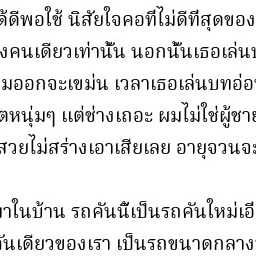 ดีพอใช้ นิสัยใจคอที่ไม่ดีที่สุดของ
คนเดียวเท่านั้น นอกนั้นเธอเล่นบ
มออกจะเขม่น เวลาเธอเล่นบทอ่อ
ตหนุ่มๆ แต่ช่างเถอะ ผมไม่ใช่ผู้ชาย
สวยไม่สร่างเอาเสียเลย อายุจวนจะ
มาในบ้าน รถคันนี้เป็นรถคันใหม่เอี
นเดียวของเรา เป็นรถขนาดกลาง